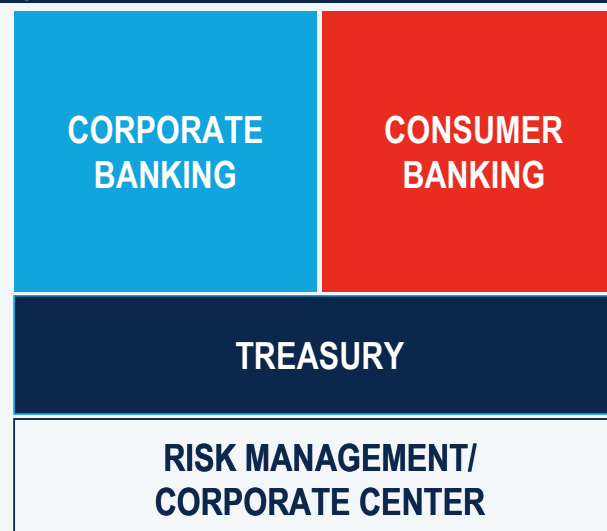 CORPORATE
BANKING
CONSUMER
BANKING
TREASURY
RISK MANAGEMENT/
CORPORATE CENTER